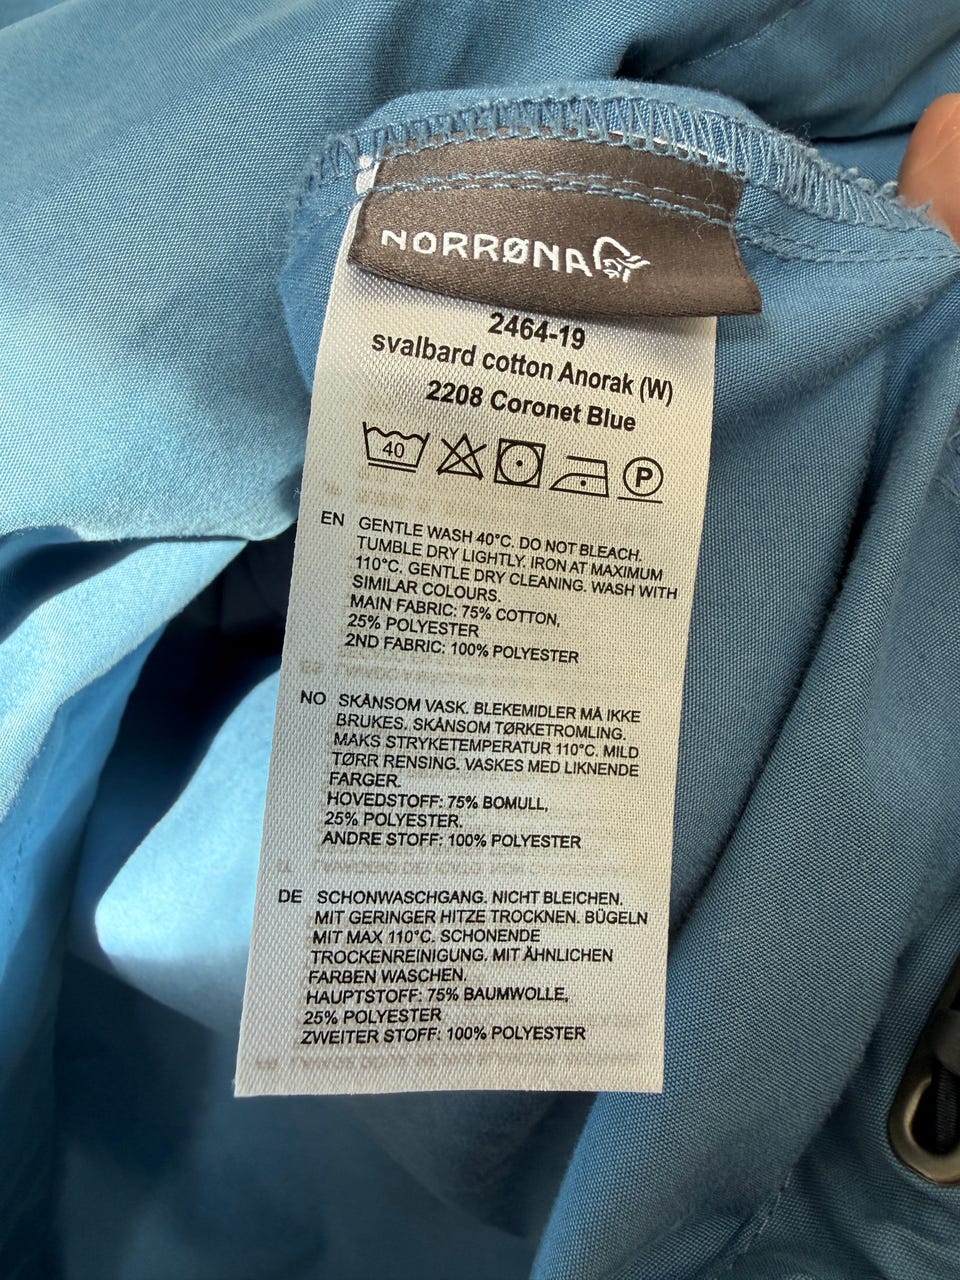 NORRØNA
2464-19
svalbard cotton Anorak (W)
2208 Coronet Blue
40 P
EN GENTLE WASH 40°C. DO NOT BLEACH.
TUMBLE DRY LIGHTLY. IRON AT MAXIMUM
110°C. GENTLE DRY CLEANING. WASH WITH
SIMILAR COLOURS.
MAIN FABRIC: 75% COTTON,
25% POLYESTER
2ND FABRIC: 100% POLYESTER
NO SKÅNSOM VASK. BLEKEMIDLER MÅ IKKE
BRUKES. SKÅNSOM TØRKETROMLING.
MAKS STRYKETEMPERATUR 110°C. MILD
TØRR RENSING. VASKES MED LIKNENDE
FARGER.
HOVEDSTOFF: 75% BOMULL,
25% POLYESTER.
ANDRE STOFF: 100% POLYESTER
DE SCHONWASCHGANG. NICHT BLEICHEN.
MIT GERINGER HITZE TROCKNEN. BÜGELN
MIT MAX 110°C. SCHONENDE
TROCKENREINIGUNG. MIT ÄHNLICHEN
FARBEN WASCHEN.
HAUPTSTOFF: 75% BAUMWOLLE,
25% POLYESTER
ZWEITER STOFF: 100% POLYESTER